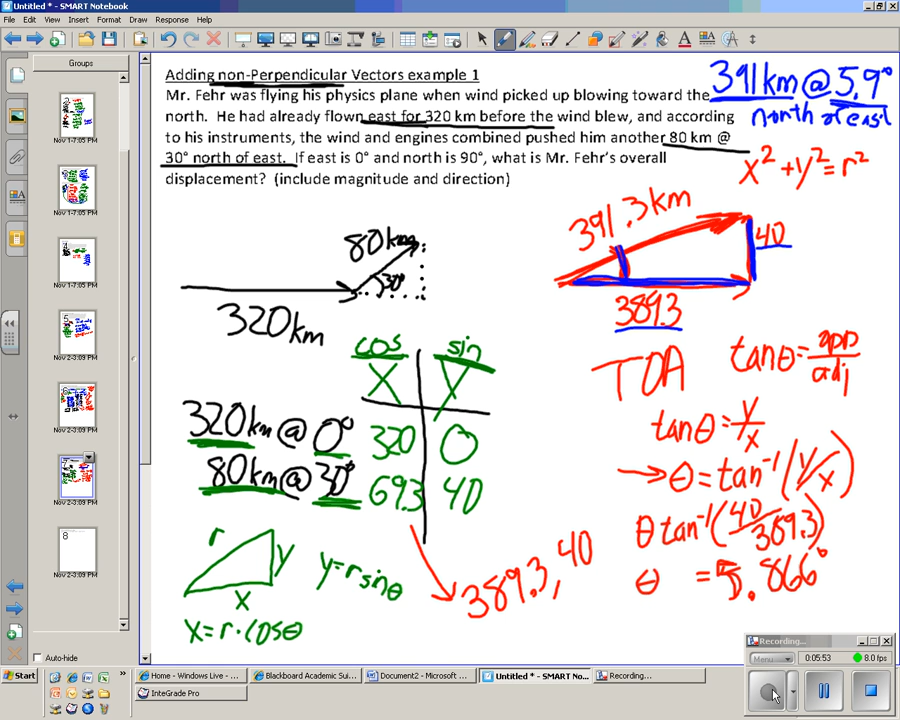 Untitled * - SMART Notebook
File Edit View Insert Format Draw Response Help
Groups
Nov 1-7:05 PM
Nov 1-7:05 PM
Nov 1-7:05 PM
Nov 2-3:09 PM
Nov 2-3:09 PM
Nov 2-3:09 PM
8
Auto-hide
Adding non-Perpendicular Vectors example 1
Mr. Fehr was flying his physics plane when wind picked up blowing toward the
north. He had already flown east for 320 km before the wind blew, and according
to his instruments, the wind and engines combined pushed him another 80 km @
30° north of east. If east is 0° and north is 90°, what is Mr. Fehr's overall
displacement? (include magnitude and direction)
391km @ 5.9°
north of east
x² + y² = r²
80km
30°
320km
391.3km
40
389.3
cos sin
X Y
320km @ 0° 320 0
80km @ 30° 69.3 40
389.3, 40
r
y
x
y = r sinθ
x = r · cosθ
TOA
tanθ = opp/adj
tanθ = y/x
→ θ = tan⁻¹(y/x)
θ tan⁻¹(40/389.3)
θ = 5.866°
Recording...
Menu
0:05:53
8.0 fps
Start
Home - Windows Live - ...
Blackboard Academic Sui...
Document2 - Microsoft ...
Untitled * - SMART No...
Recording...
InteGrade Pro